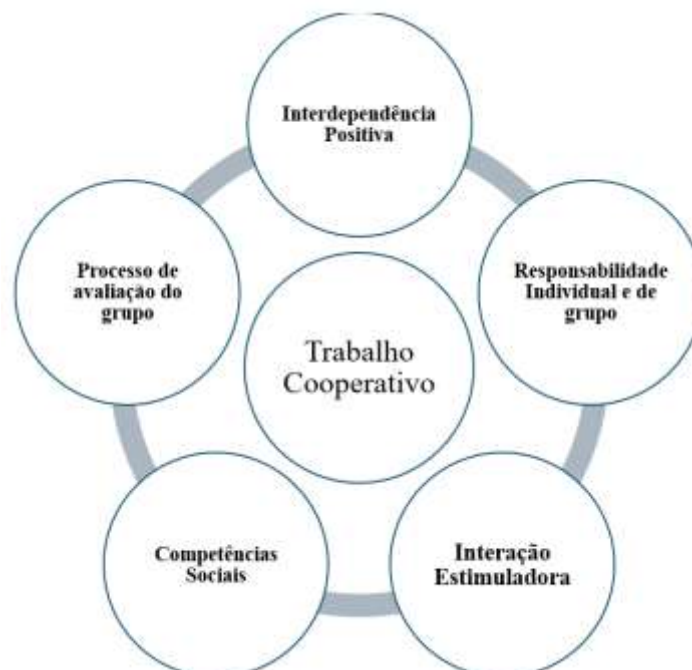 Interdependência
Positiva
Responsabilidade
Individual e de
grupo
Interação
Estimuladora
Competências
Sociais
Processo de
avaliação do
grupo
Trabalho
Cooperativo